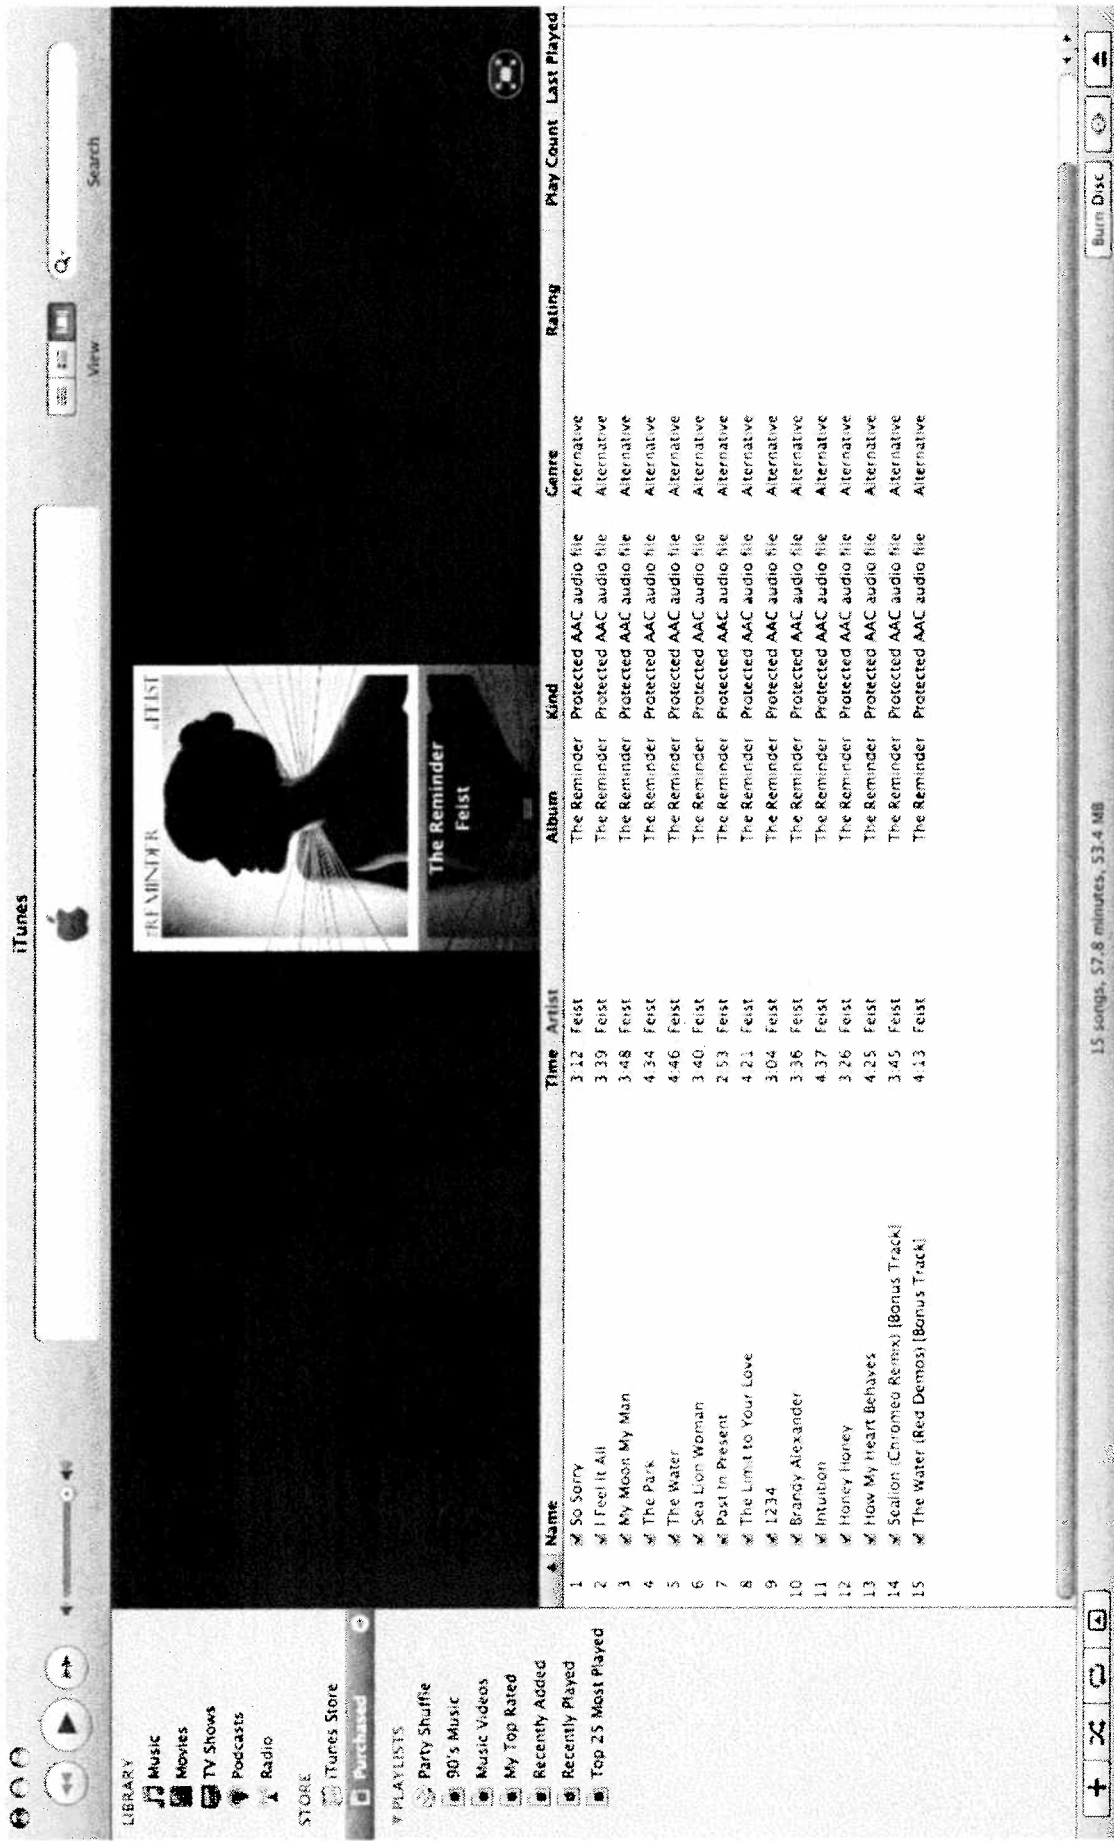 iTunes
View
Search
LIBRARY
Music
Movies
TV Shows
Podcasts
Radio
STORE
iTunes Store
Purchased
PLAYLISTS
Party Shuffle
90's Music
Music Videos
My Top Rated
Recently Added
Recently Played
Top 25 Most Played
REMINDER FEIST
The Reminder
Feist
Name Time Artist Album Kind Genre Rating Play Count Last Played
1 So Sorry 3:12 Feist The Reminder Protected AAC audio file Alternative
2 I Feel It All 3:39 Feist The Reminder Protected AAC audio file Alternative
3 My Moon My Man 3:48 Feist The Reminder Protected AAC audio file Alternative
4 The Park 4:34 Feist The Reminder Protected AAC audio file Alternative
5 The Water 4:46 Feist The Reminder Protected AAC audio file Alternative
6 Sea Lion Woman 3:40 Feist The Reminder Protected AAC audio file Alternative
7 Past In Present 2:53 Feist The Reminder Protected AAC audio file Alternative
8 The Limit to Your Love 4:21 Feist The Reminder Protected AAC audio file Alternative
9 1234 3:04 Feist The Reminder Protected AAC audio file Alternative
10 Brandy Alexander 3:36 Feist The Reminder Protected AAC audio file Alternative
11 Intuition 4:37 Feist The Reminder Protected AAC audio file Alternative
12 Honey Honey 3:26 Feist The Reminder Protected AAC audio file Alternative
13 How My Heart Behaves 4:25 Feist The Reminder Protected AAC audio file Alternative
14 Sealion (Chromeo Remix) [Bonus Track] 3:45 Feist The Reminder Protected AAC audio file Alternative
15 The Water (Red Demos) [Bonus Track] 4:13 Feist The Reminder Protected AAC audio file Alternative
15 songs, 57.8 minutes, 53.4 MB
Burn Disc